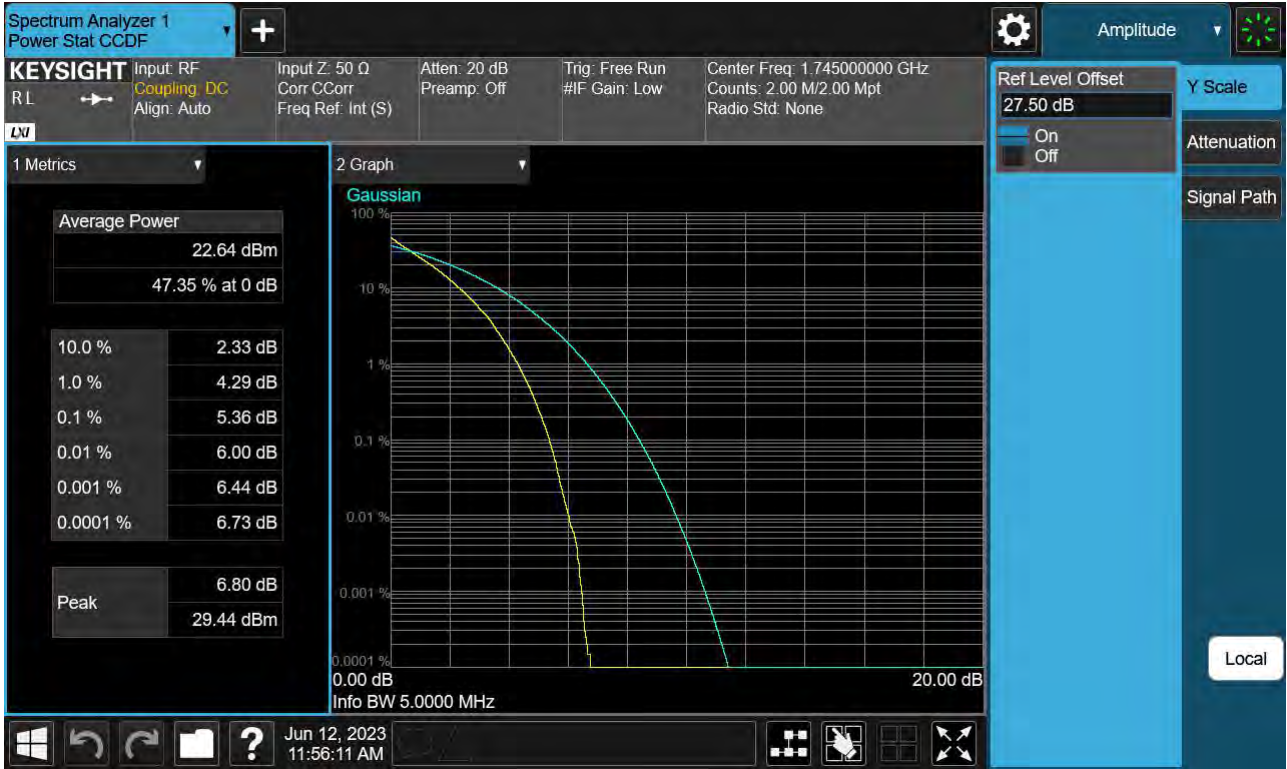 Spectrum Analyzer 1
Power Stat CCDF
Amplitude
KEYSIGHT
RL
LXI
Input: RF
Coupling: DC
Align: Auto
Input Z: 50 Ω
Corr CCorr
Freq Ref: Int (S)
Atten: 20 dB
Preamp: Off
Trig: Free Run
#IF Gain: Low
Center Freq: 1.745000000 GHz
Counts: 2.00 M/2.00 Mpt
Radio Std: None
Ref Level Offset
27.50 dB
On
Off
Y Scale
Attenuation
Signal Path
Local
1 Metrics
Average Power
22.64 dBm
47.35 % at 0 dB
10.0 % 2.33 dB
1.0 % 4.29 dB
0.1 % 5.36 dB
0.01 % 6.00 dB
0.001 % 6.44 dB
0.0001 % 6.73 dB
Peak 6.80 dB
29.44 dBm
2 Graph
Gaussian
100 %
10 %
1 %
0.1 %
0.01 %
0.001 %
0.0001 %
0.00 dB 20.00 dB
Info BW 5.0000 MHz
?
Jun 12, 2023
11:56:11 AM